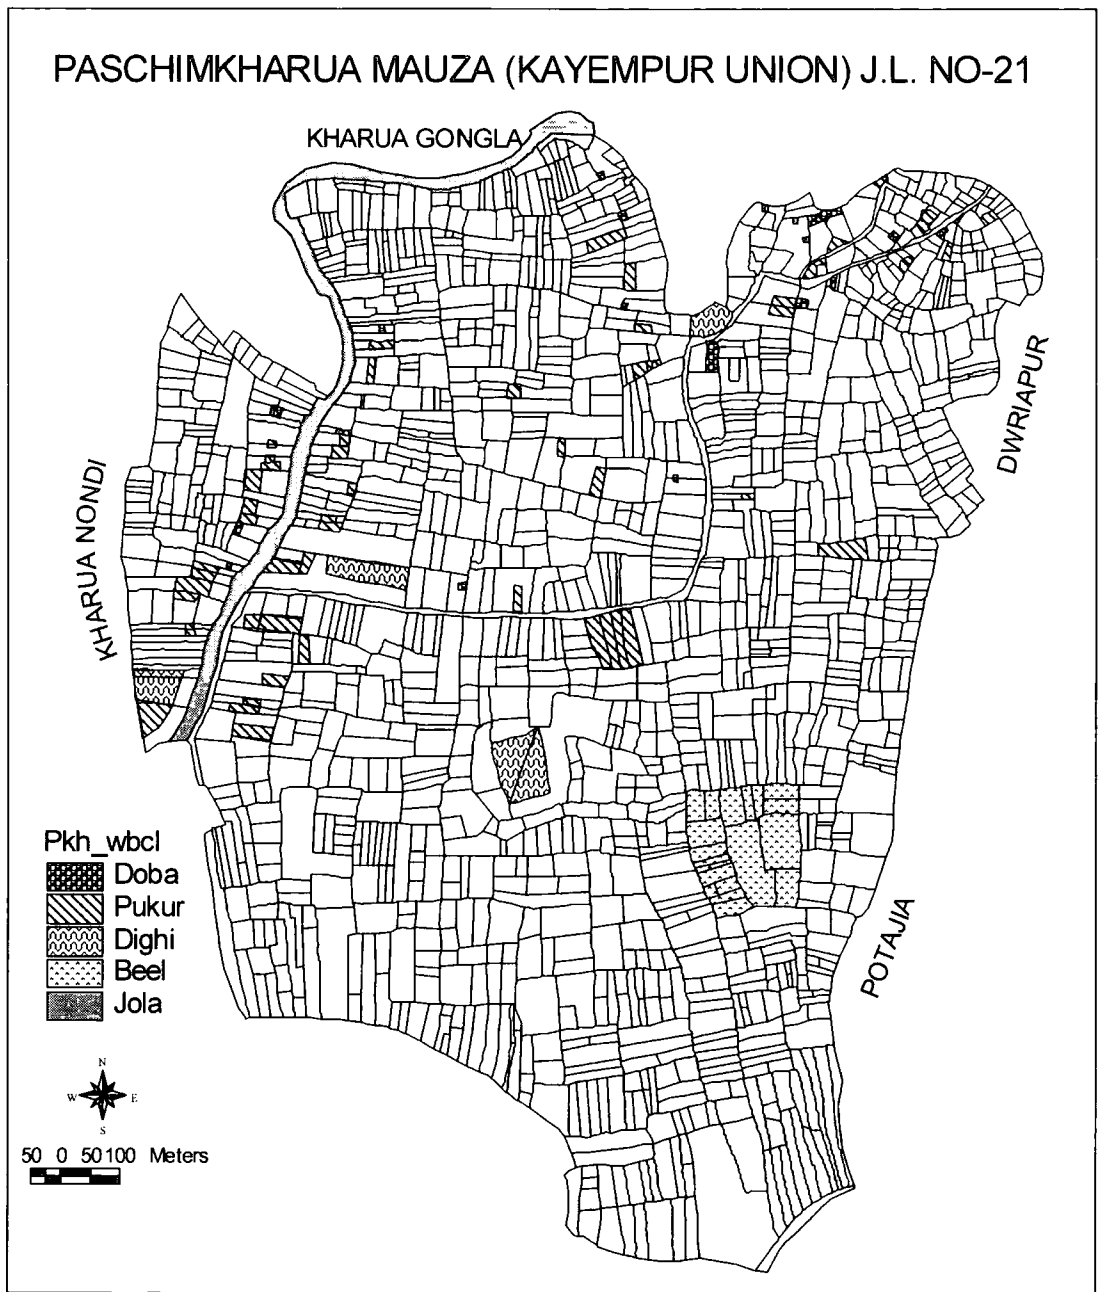 PASCHIMKHARUA MAUZA (KAYEMPUR UNION) J.L. NO-21
KHARUA GONGLA
DWRIAPUR
KHARUA NONDI
Pkh_wbcl
Doba
Pukur
Dighi
Beel
Jola
POTAJIA
N
W E
S
50 0 50 100 Meters